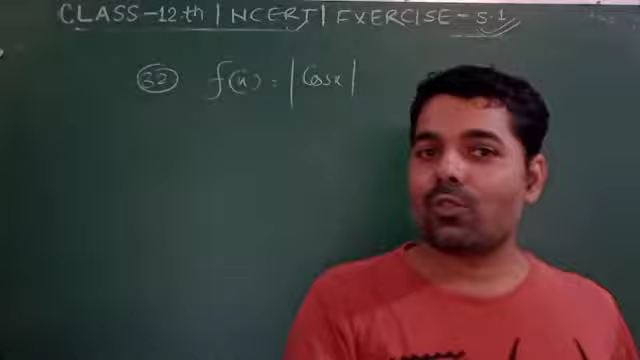 CLASS-12th | NCERT | EXERCISE-5.1
32 f(x) = |Cosx|